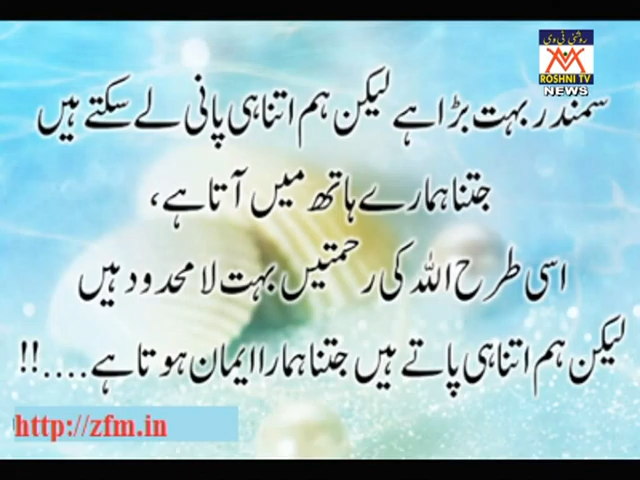 روشنی ٹی وی
ROSHNI TV
NEWS
سمندر بہت بڑا ہے لیکن ہم اتنا ہی پانی لے سکتے ہیں
جتنا ہمارے ہاتھ میں آتا ہے،
اسی طرح اللہ کی رحمتیں بہت لا محدود ہیں
لیکن ہم اتنا ہی پاتے ہیں جتنا ہمارا ایمان ہوتا ہے....!!
http://zfm.in